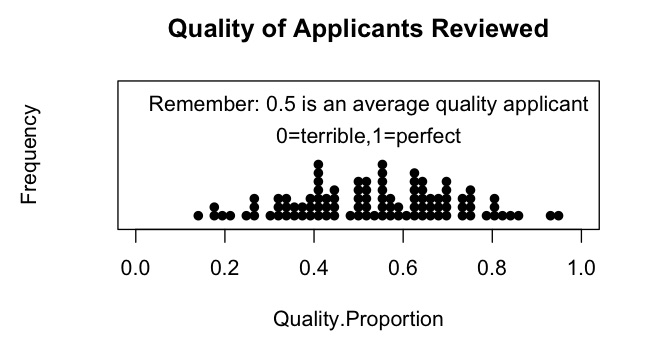 Quality of Applicants Reviewed
Frequency
Remember: 0.5 is an average quality applicant
0=terrible,1=perfect
0.0 0.2 0.4 0.6 0.8 1.0
Quality.Proportion